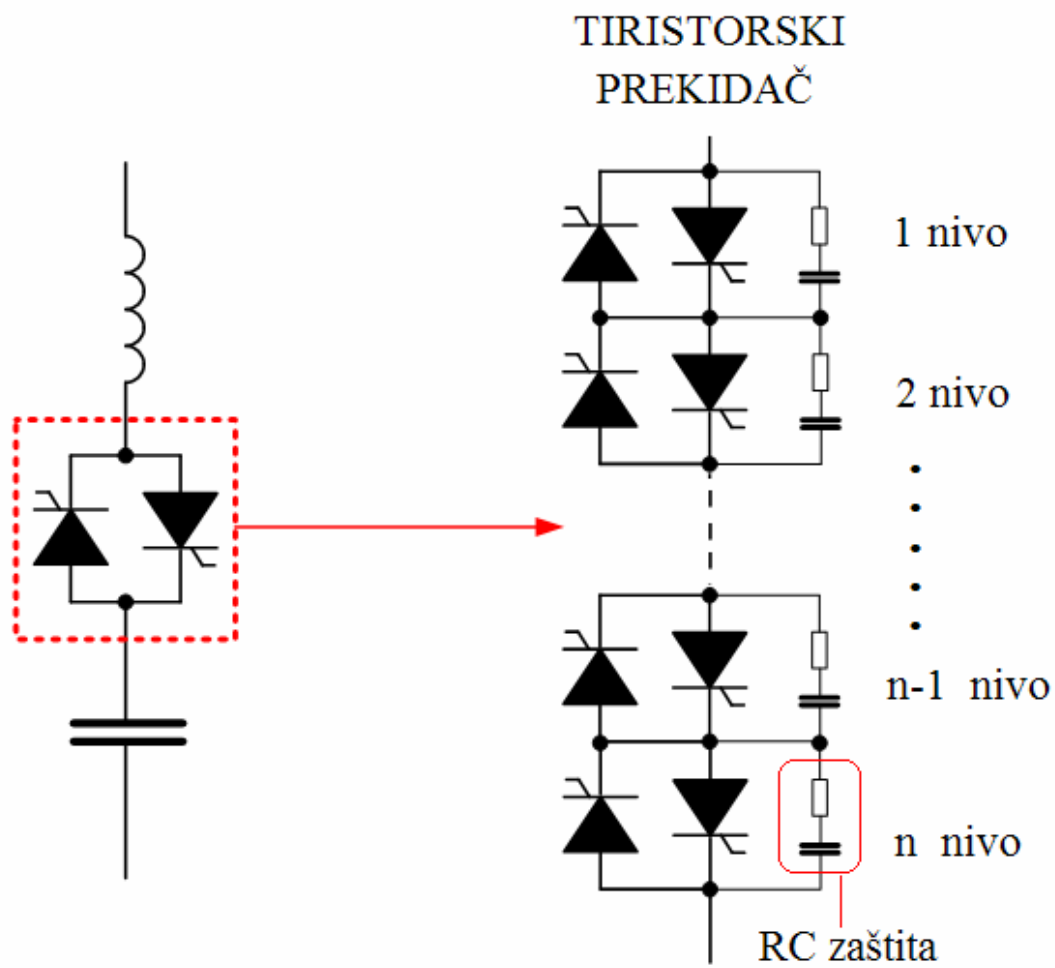 TIRISTORSKI
PREKIDAČ
1 nivo
2 nivo
n-1 nivo
n nivo
RC zaštita